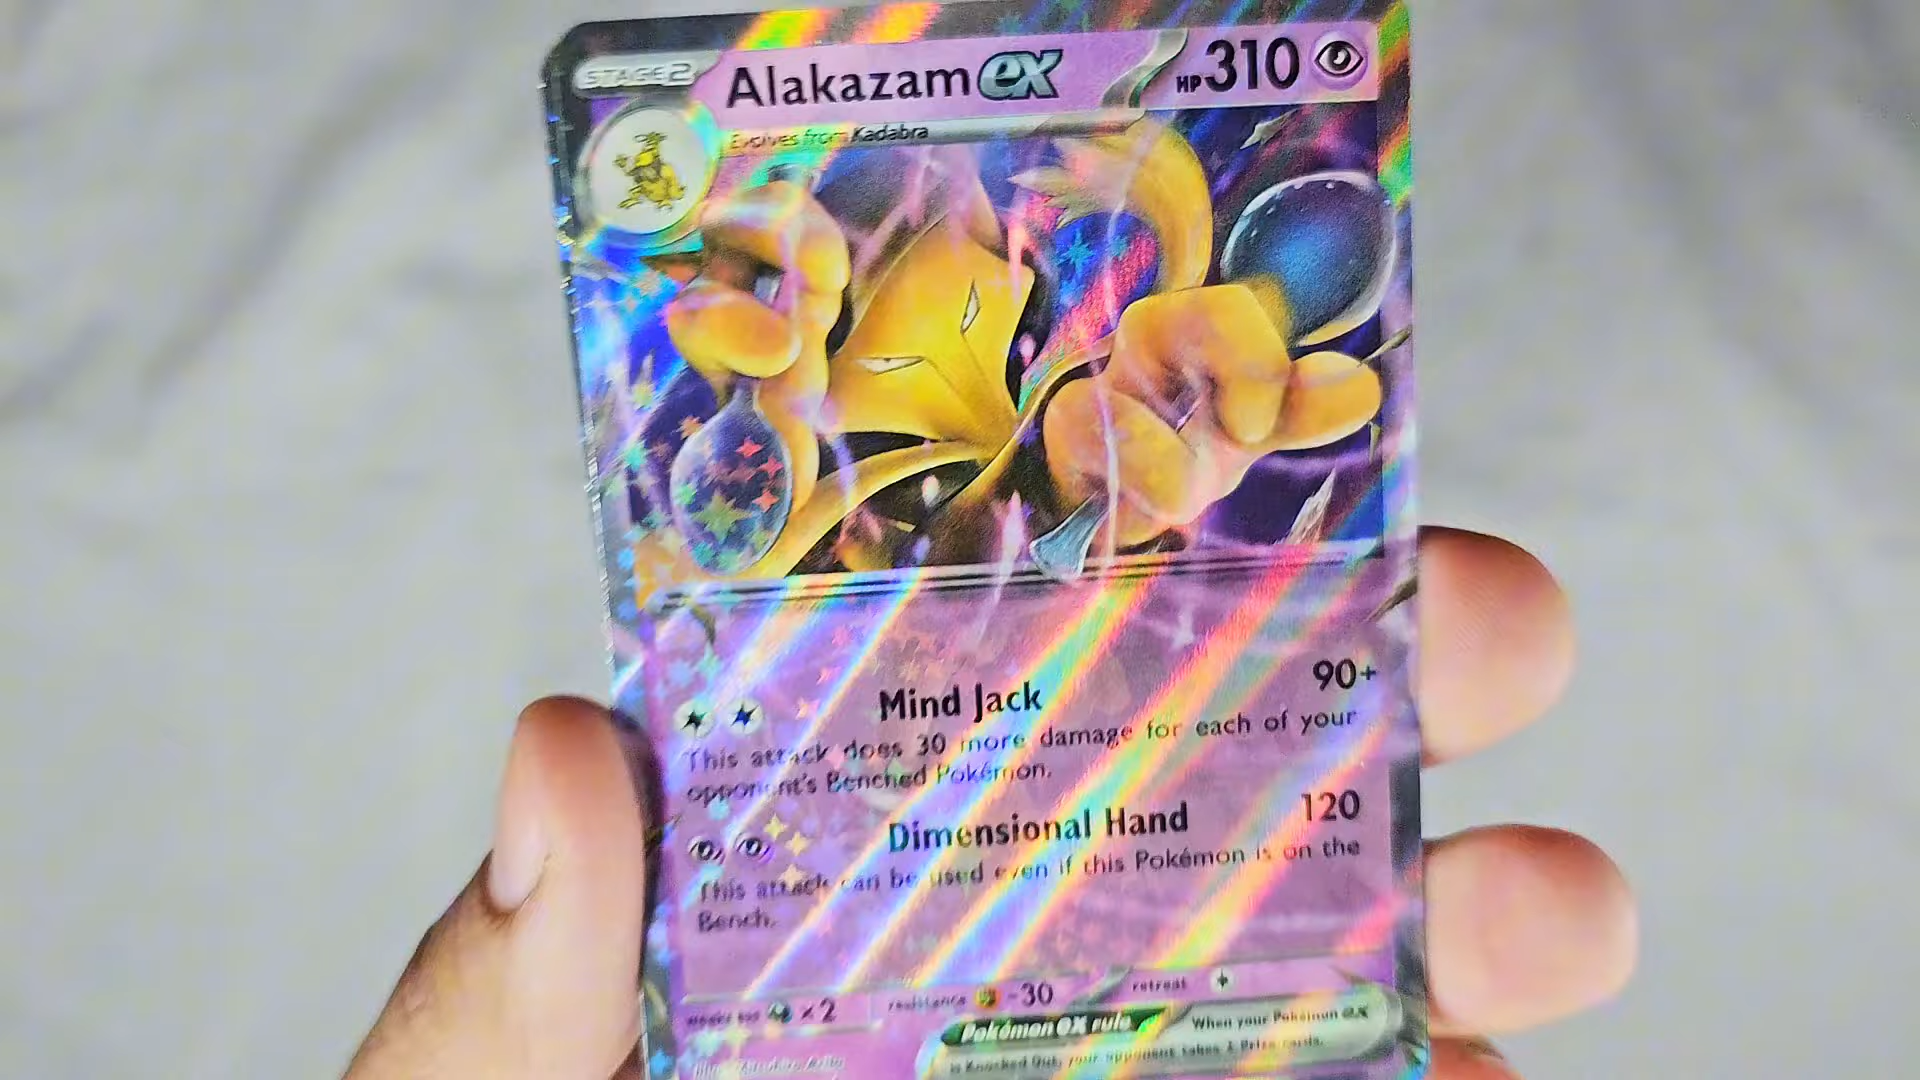 STAGE 2
Alakazam ex
HP 310
Evolves from Kadabra
Mind Jack
90+
This attack does 30 more damage for each of your
opponent's Benched Pokémon.
Dimensional Hand
120
This attack can be used even if this Pokémon is on the
Bench.
weakness ×2
resistance -30
retreat
Pokémon ex rule
When your Pokémon ex
is Knocked Out, your opponent takes 2 Prize cards.